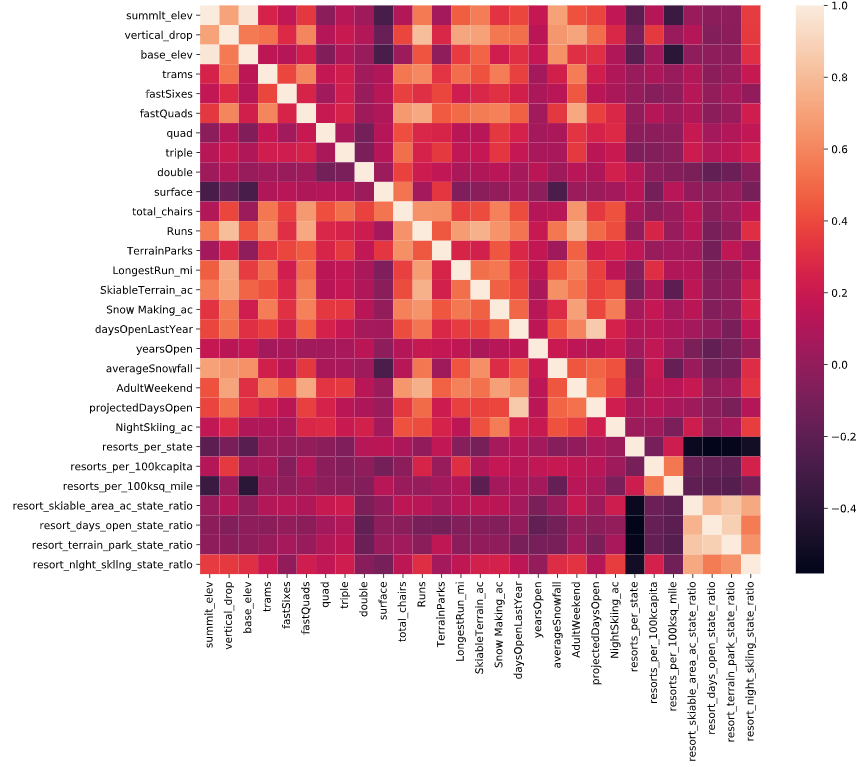 summit_elev
vertical_drop
base_elev
trams
fastSixes
fastQuads
quad
triple
double
surface
total_chairs
Runs
TerrainParks
LongestRun_mi
SkiableTerrain_ac
Snow Making_ac
daysOpenLastYear
yearsOpen
averageSnowfall
AdultWeekend
projectedDaysOpen
NightSkiing_ac
resorts_per_state
resorts_per_100kcapita
resorts_per_100ksq_mile
resort_skiable_area_ac_state_ratio
resort_days_open_state_ratio
resort_terrain_park_state_ratio
resort_night_skiing_state_ratio
summit_elev
vertical_drop
base_elev
trams
fastSixes
fastQuads
quad
triple
double
surface
total_chairs
Runs
TerrainParks
LongestRun_mi
SkiableTerrain_ac
Snow Making_ac
daysOpenLastYear
yearsOpen
averageSnowfall
AdultWeekend
projectedDaysOpen
NightSkiing_ac
resorts_per_state
resorts_per_100kcapita
resorts_per_100ksq_mile
resort_skiable_area_ac_state_ratio
resort_days_open_state_ratio
resort_terrain_park_state_ratio
resort_night_skiing_state_ratio
1.0
0.8
0.6
0.4
0.2
0.0
−0.2
−0.4